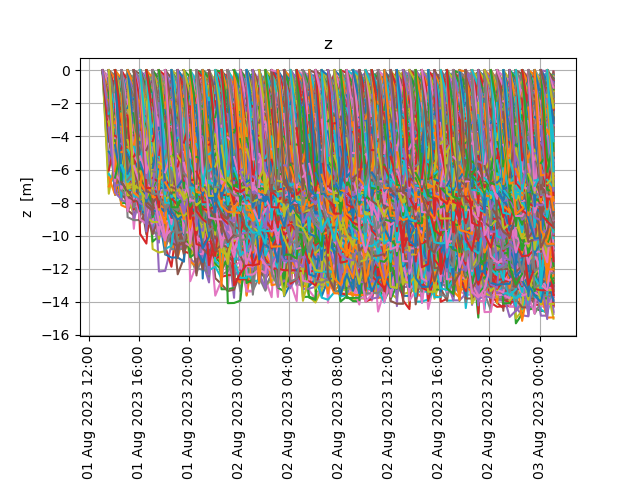 z
0
−2
−4
−6
−8
−10
−12
−14
−16
z [m]
01 Aug 2023 12:00
01 Aug 2023 16:00
01 Aug 2023 20:00
02 Aug 2023 00:00
02 Aug 2023 04:00
02 Aug 2023 08:00
02 Aug 2023 12:00
02 Aug 2023 16:00
02 Aug 2023 20:00
03 Aug 2023 00:00